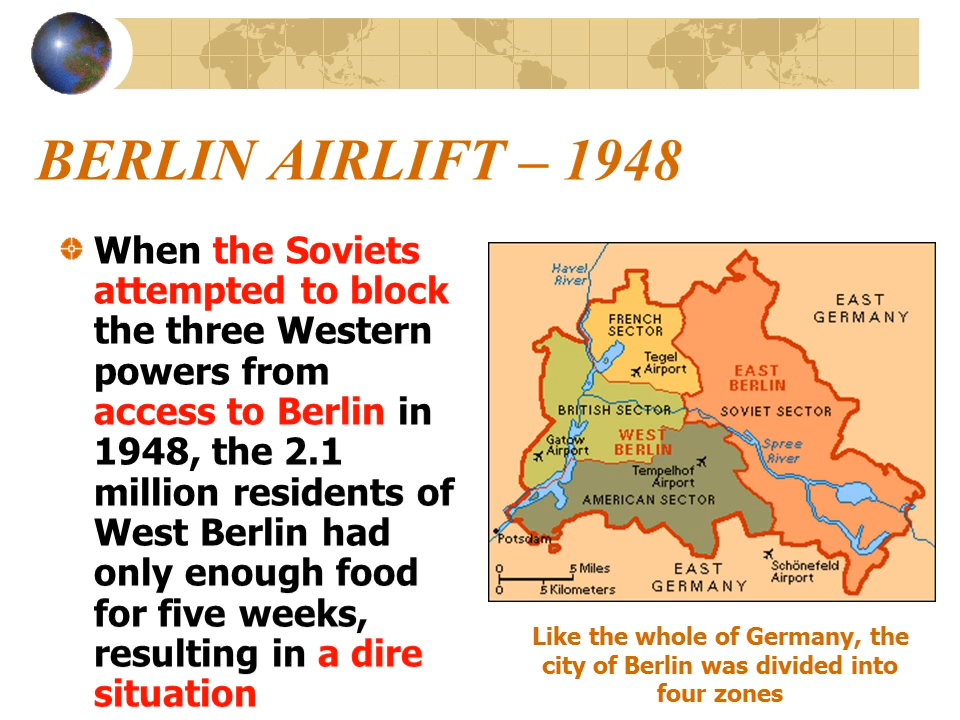 BERLIN AIRLIFT – 1948
When the Soviets
attempted to block
the three Western
powers from
access to Berlin in
1948, the 2.1
million residents of
West Berlin had
only enough food
for five weeks,
resulting in a dire
situation
Havel
River
FRENCH
SECTOR
Tegel
Airport
EAST
GERMANY
EAST
BERLIN
SOVIET SECTOR
BRITISH SECTOR
WEST
BERLIN
Gatow
Airport
Spree
River
Tempelhof
Airport
AMERICAN SECTOR
Potsdam
0 5 Miles
0 5 Kilometers
EAST
GERMANY
Schönefeld
Airport
Like the whole of Germany, the
city of Berlin was divided into
four zones